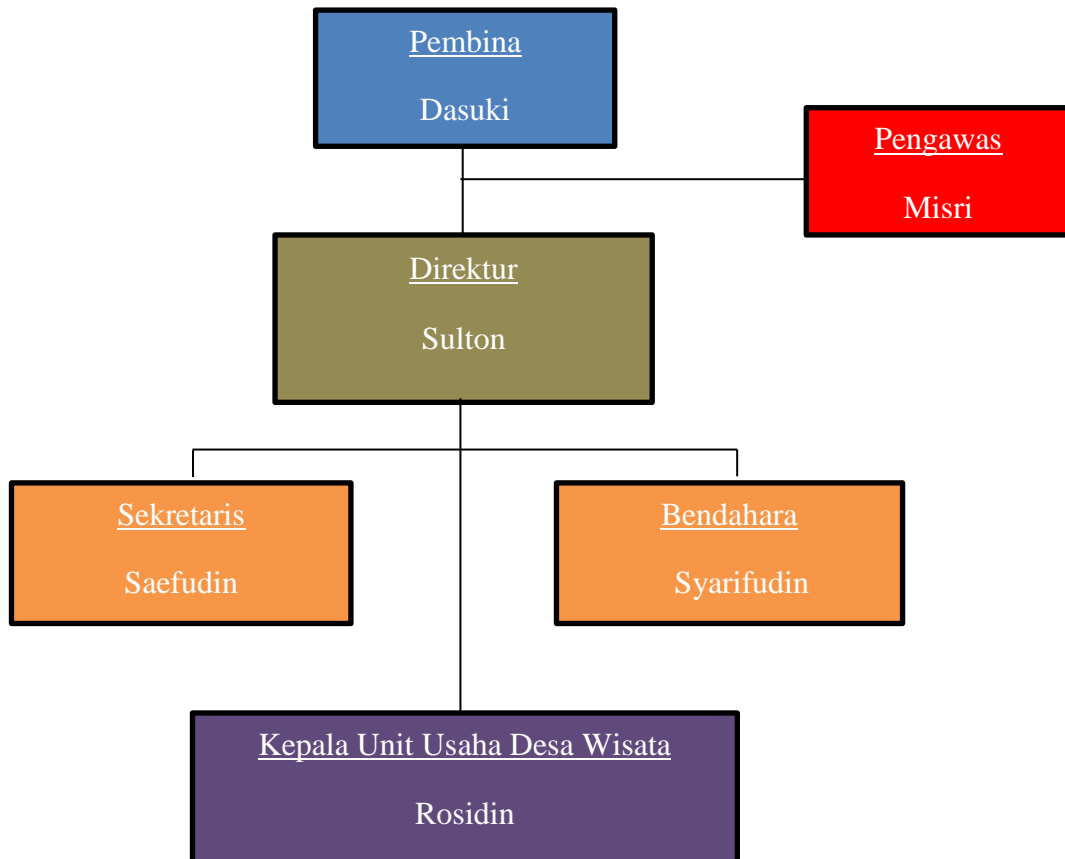 Pembina
Dasuki
Pengawas
Misri
Direktur
Sulton
Sekretaris
Saefudin
Bendahara
Syarifudin
Kepala Unit Usaha Desa Wisata
Rosidin